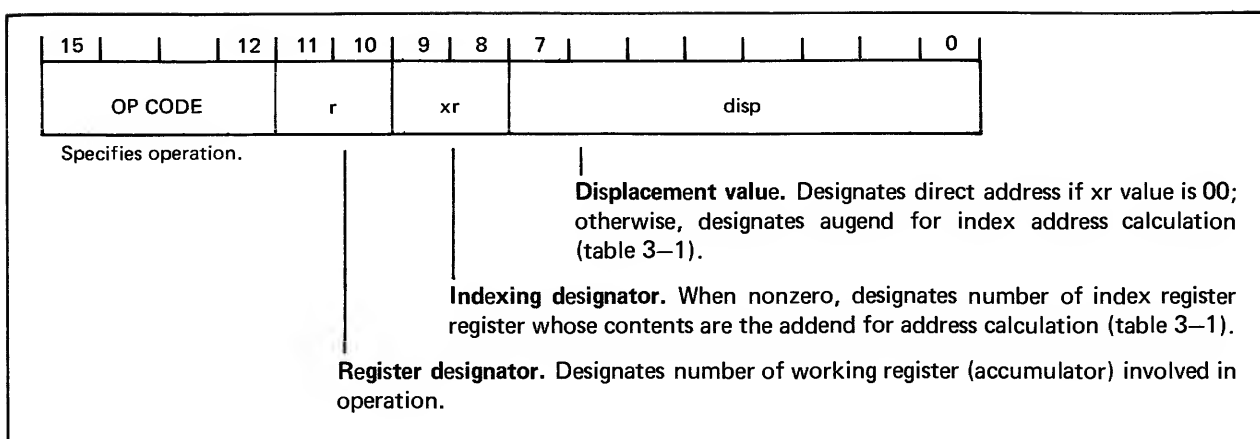 15 12 11 10 9 8 7 0
OP CODE r xr disp
Specifies operation.
Displacement value. Designates direct address if xr value is 00;
otherwise, designates augend for index address calculation
(table 3–1).
Indexing designator. When nonzero, designates number of index register
register whose contents are the addend for address calculation (table 3–1).
Register designator. Designates number of working register (accumulator) involved in
operation.